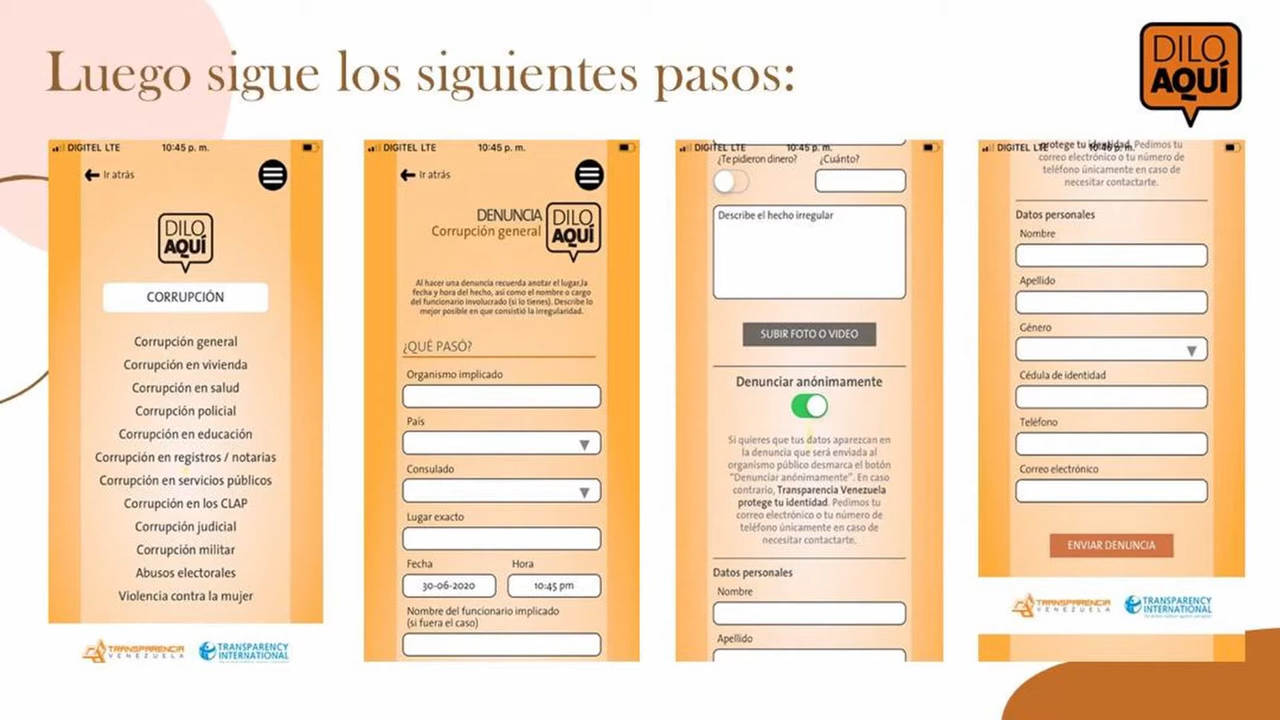 Luego sigue los siguientes pasos:
DILO
AQUÍ
DIGITEL LTE
10:45 p. m.
Ir atrás
DILO
AQUÍ
CORRUPCIÓN
Corrupción general
Corrupción en vivienda
Corrupción en salud
Corrupción policial
Corrupción en educación
Corrupción en registros / notarias
Corrupción en servicios públicos
Corrupción en los CLAP
Corrupción judicial
Corrupción militar
Abusos electorales
Violencia contra la mujer
TRANSPARENCIA
VENEZUELA
TRANSPARENCY
INTERNATIONAL
DIGITEL LTE
10:45 p. m.
Ir atrás
DENUNCIA
Corrupción general
DILO
AQUÍ
Al hacer una denuncia recuerda anotar el lugar,la
fecha y hora del hecho, así como el nombre o cargo
del funcionario involucrado (si lo tienes). Describe lo
mejor posible en que consistió la irregularidad.
¿QUÉ PASÓ?
Organismo implicado
País
Consulado
Lugar exacto
Fecha
Hora
30-06-2020
10:45 pm
Nombre del funcionario implicado
(si fuera el caso)
DIGITEL LTE
10:45 p. m.
¿Te pidieron dinero?
¿Cuánto?
Describe el hecho irregular
SUBIR FOTO O VIDEO
Denunciar anónimamente
Si quieres que tus datos aparezcan en
la denuncia que será enviada al
organismo público desmarca el botón
“Denunciar anónimamente”. En caso
contrario, Transparencia Venezuela
protege tu identidad. Pedimos tu
correo electrónico o tu número de
teléfono únicamente en caso de
necesitar contactarte.
Datos personales
Nombre
Apellido
DIGITEL LTE
protege tu identidad. Pedimos tu
correo electrónico o tu número de
teléfono únicamente en caso de
necesitar contactarte.
Datos personales
Nombre
Apellido
Género
Cédula de identidad
Teléfono
Correo electrónico
ENVIAR DENUNCIA
TRANSPARENCIA
VENEZUELA
TRANSPARENCY
INTERNATIONAL